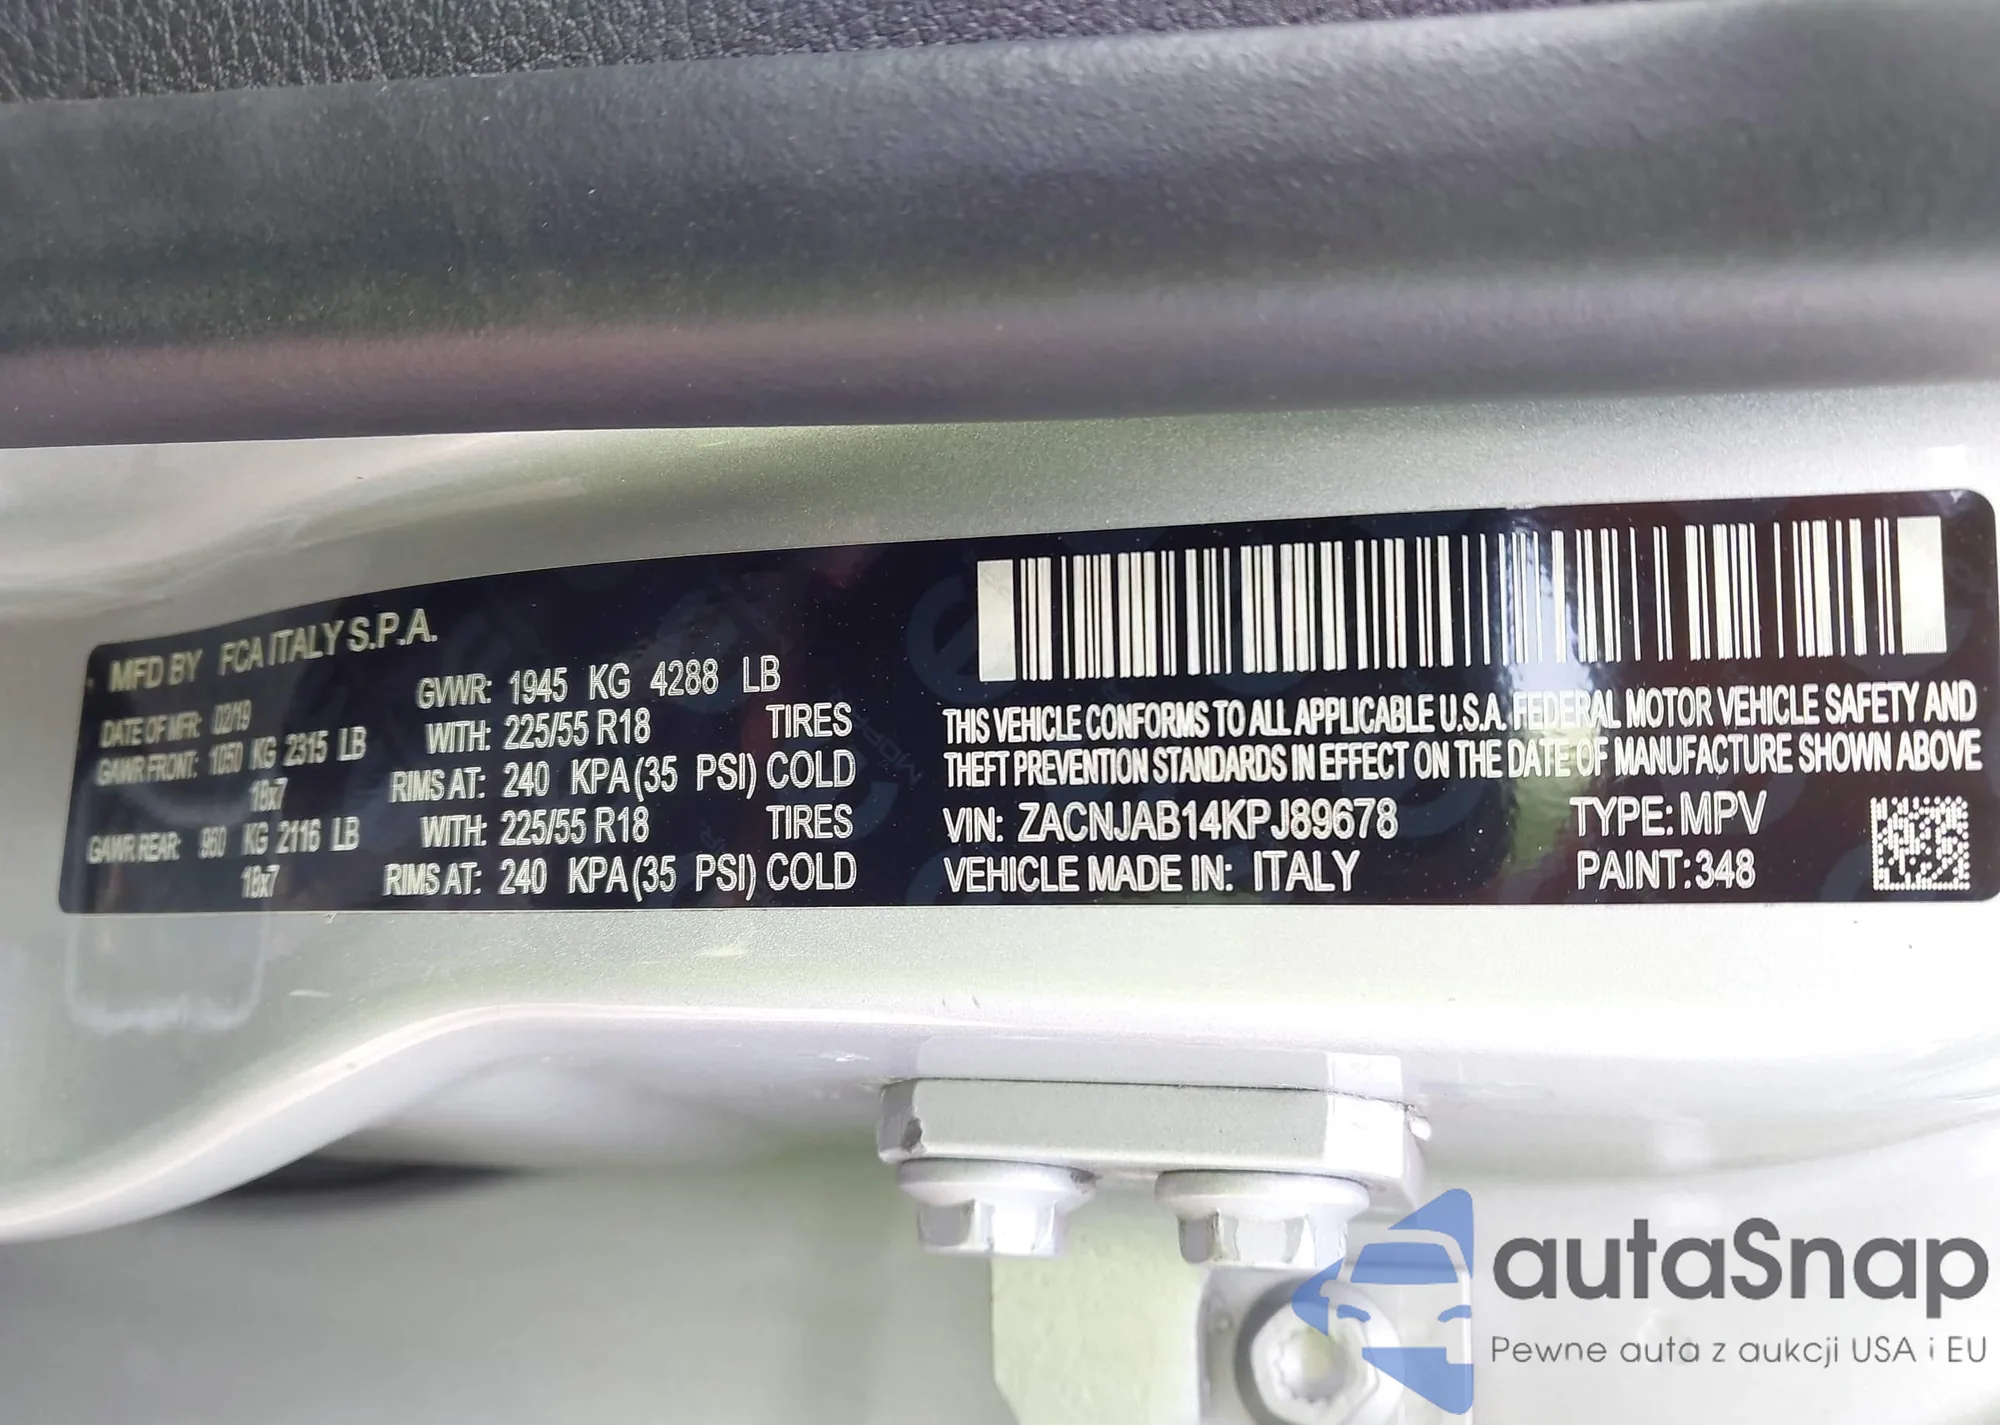 MFD BY FCA ITALY S.P.A.
DATE OF MFR: 02/19
GAWR FRONT: 1050 KG 2315 LB
18x7
GAWR REAR: 960 KG 2116 LB
18x7
GVWR: 1945 KG 4288 LB
WITH: 225/55 R18 TIRES
RIMS AT: 240 KPA(35 PSI) COLD
WITH: 225/55 R18 TIRES
RIMS AT: 240 KPA(35 PSI) COLD
THIS VEHICLE CONFORMS TO ALL APPLICABLE U.S.A. FEDERAL MOTOR VEHICLE SAFETY AND
THEFT PREVENTION STANDARDS IN EFFECT ON THE DATE OF MANUFACTURE SHOWN ABOVE
VIN: ZACNJAB14KPJ89678 TYPE: MPV
VEHICLE MADE IN: ITALY PAINT: 348
autaSnap
Pewne auta z aukcji USA i EU